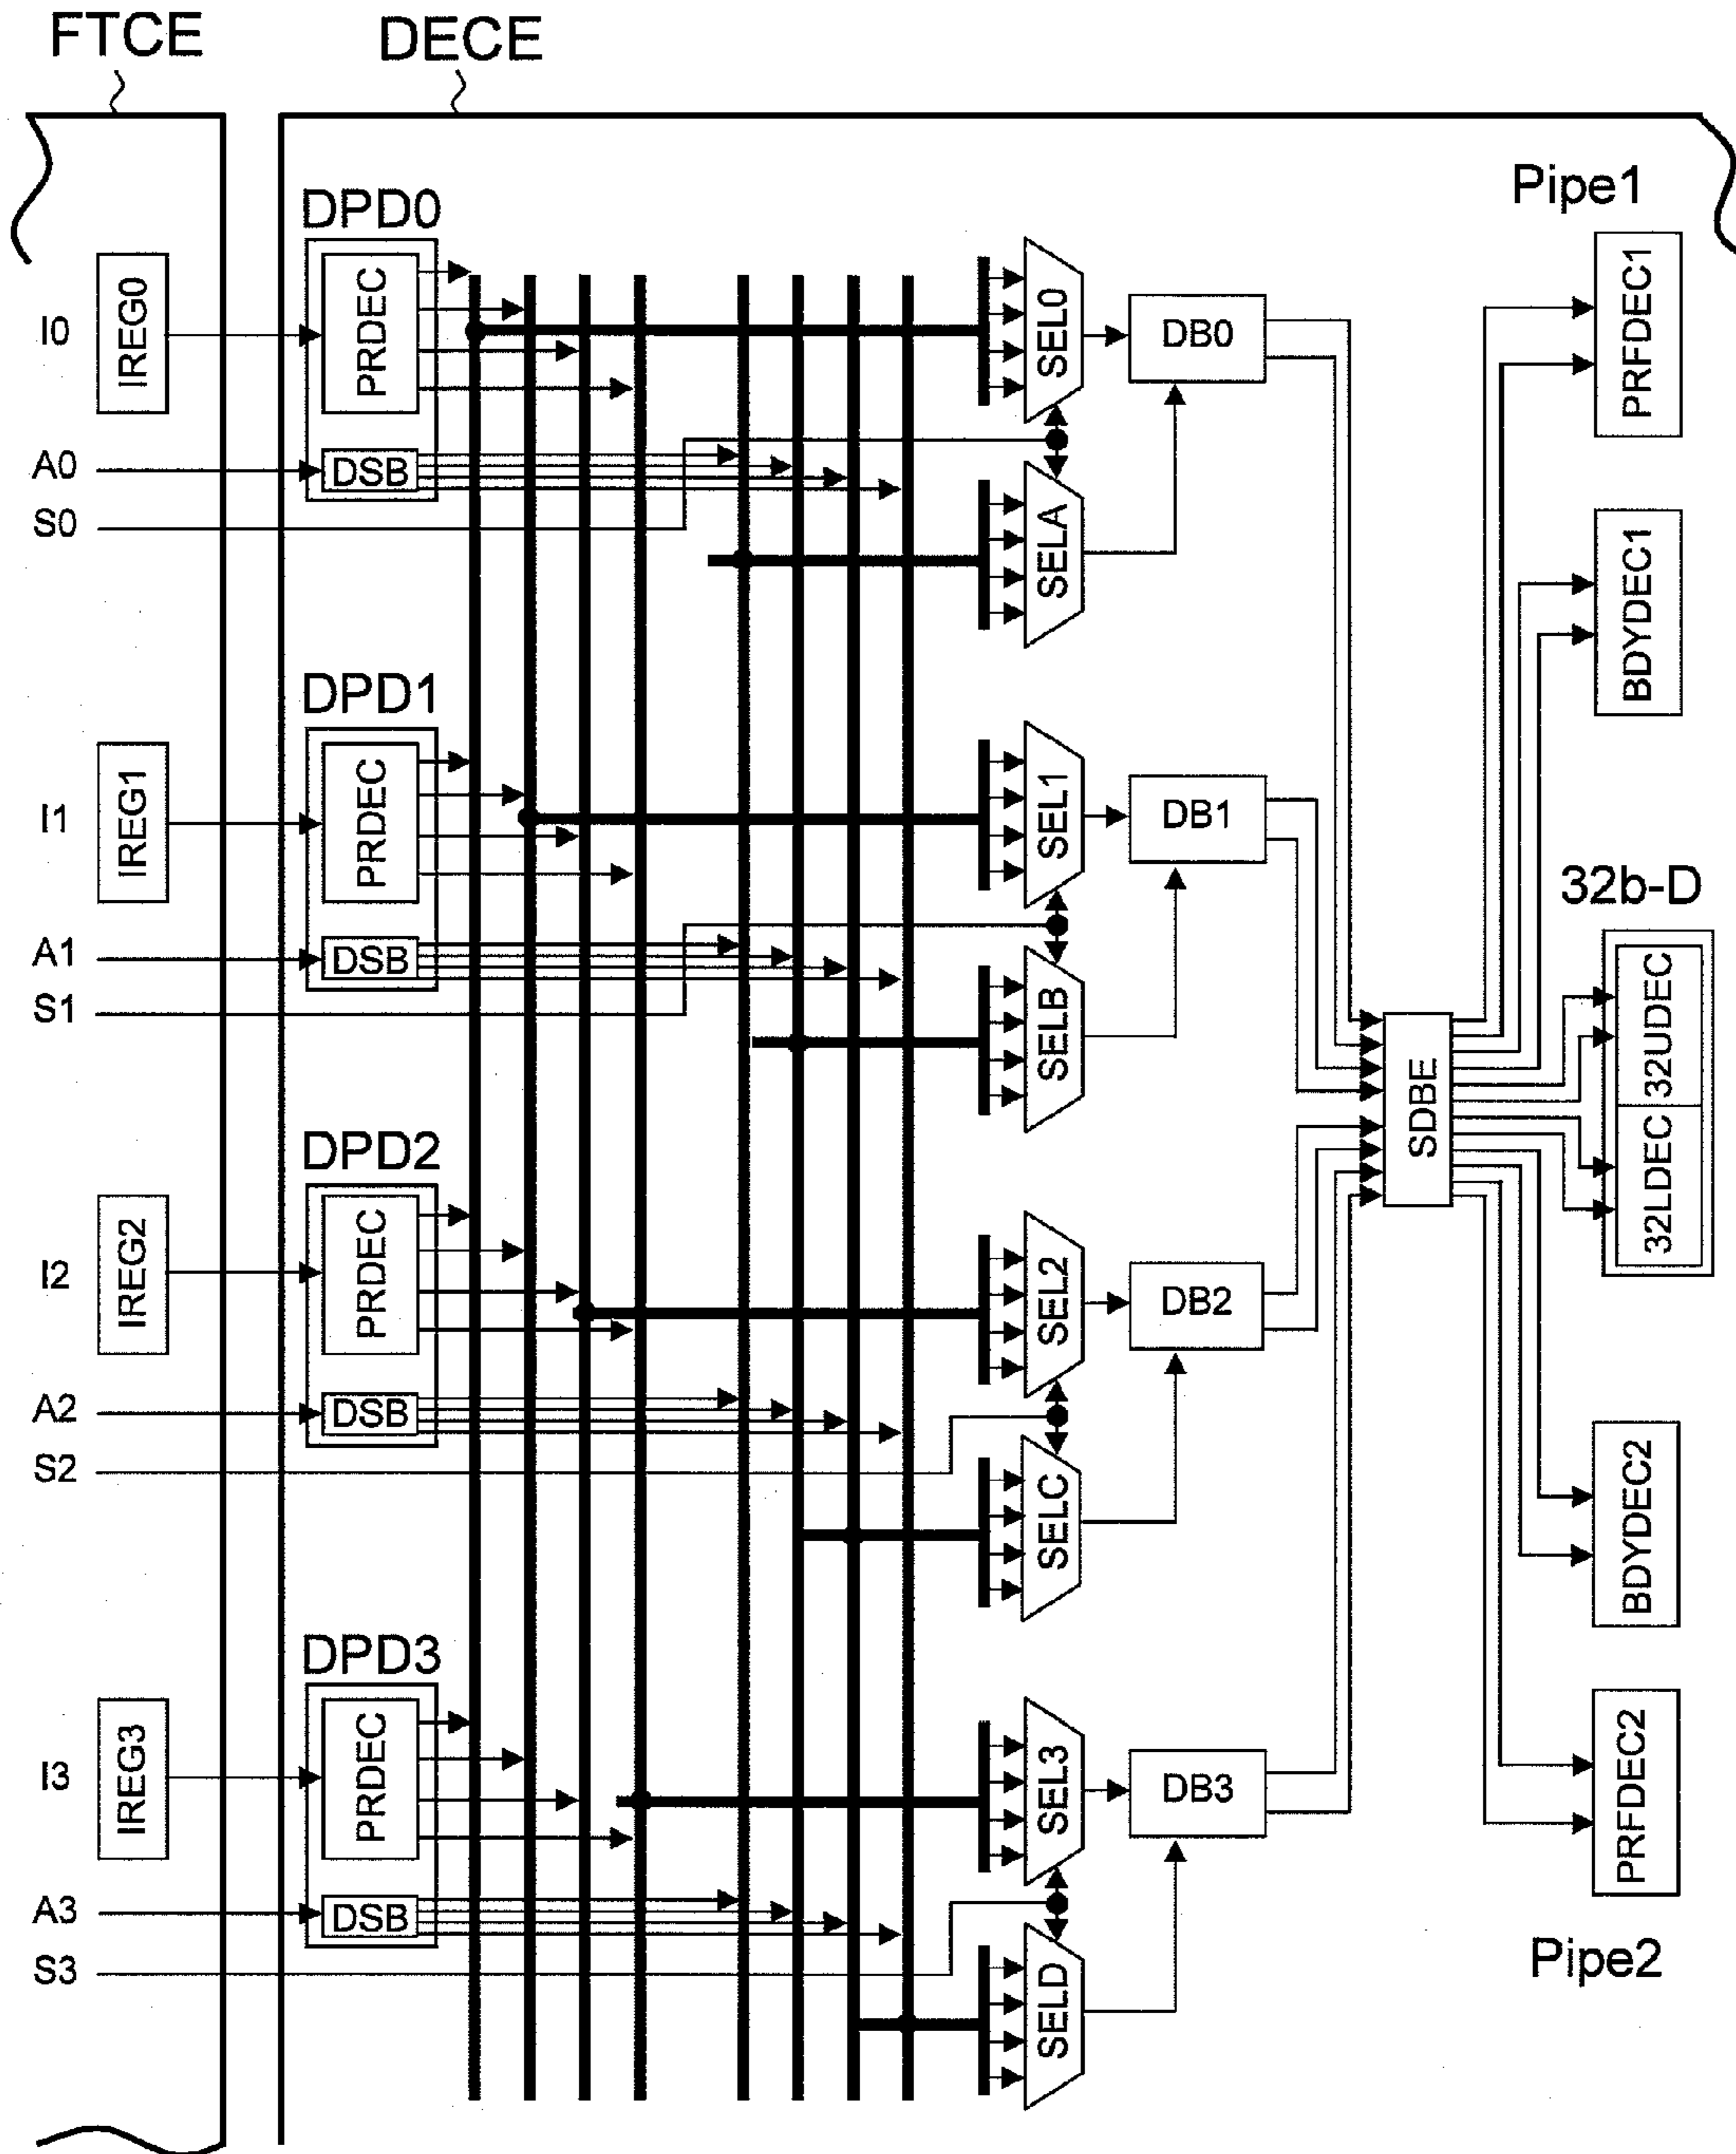 FTCE
DECE
Pipe1
DPD0
I0
IREG0
PRDEC
SEL0
DB0
PRFDEC1
A0
DSB
S0
SELA
BDYDEC1
DPD1
I1
IREG1
PRDEC
SEL1
DB1
32b-D
A1
DSB
S1
SELB
SDBE
32UDEC
32LDEC
DPD2
I2
IREG2
PRDEC
SEL2
DB2
A2
DSB
S2
SELC
BDYDEC2
DPD3
I3
IREG3
PRDEC
SEL3
DB3
PRFDEC2
A3
DSB
S3
SELD
Pipe2